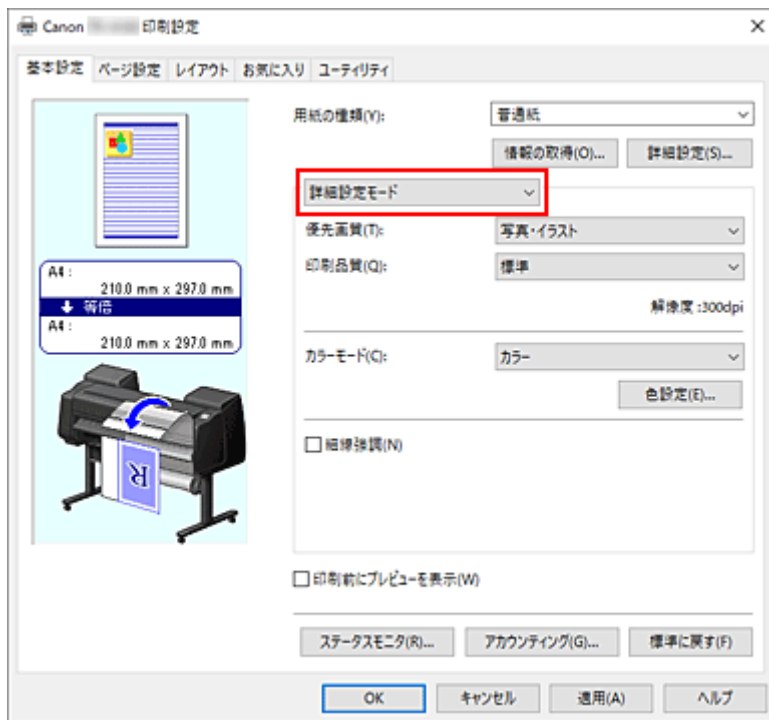 Canon 印刷設定
基本設定 ページ設定 レイアウト お気に入り ユーティリティ
用紙の種類(Y): 普通紙
情報の取得(O)... 詳細設定(S)...
詳細設定モード
優先画質(T): 写真・イラスト
印刷品質(Q): 標準
解像度 :300dpi
カラーモード(C): カラー
色設定(E)...
細線強調(N)
A4 :
210.0 mm x 297.0 mm
等倍
A4 :
210.0 mm x 297.0 mm
R
印刷前にプレビューを表示(W)
ステータスモニタ(R)... アカウンティング(G)... 標準に戻す(F)
OK キャンセル 適用(A) ヘルプ